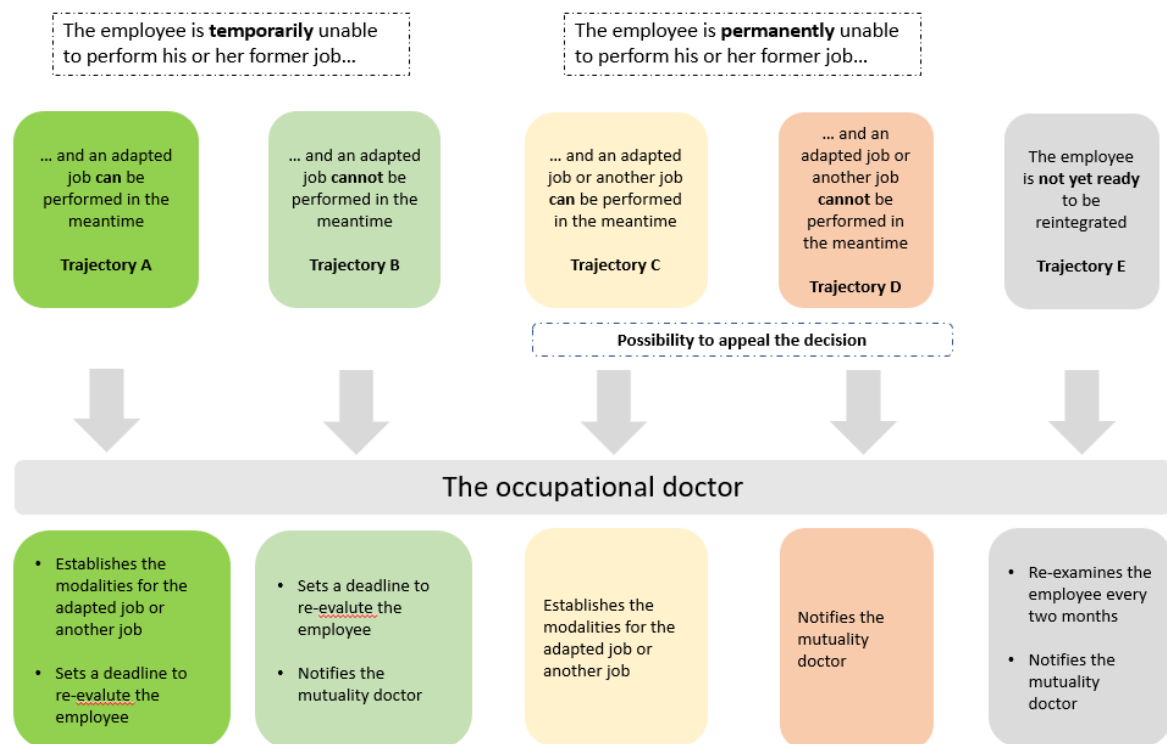 The employee is temporarily unable
to perform his or her former job...
The employee is permanently unable
to perform his or her former job...
... and an adapted
job can be
performed in the
meantime
Trajectory A
... and an adapted
job cannot be
performed in the
meantime
Trajectory B
... and an adapted
job or another job
can be performed
in the meantime
Trajectory C
... and an
adapted job or
another job
cannot be
performed in
the meantime
Trajectory D
The employee
is not yet ready
to be
reintegrated
Trajectory E
Possibility to appeal the decision
The occupational doctor
• Establishes the
modalities for the
adapted job or
another job
• Sets a deadline to
re-evalute the
employee
• Sets a deadline to
re-evalute the
employee
• Notifies the
mutuality doctor
Establishes the
modalities for the
adapted job or
another job
Notifies the
mutuality
doctor
• Re-examines the
employee every
two months
• Notifies the
mutuality
doctor